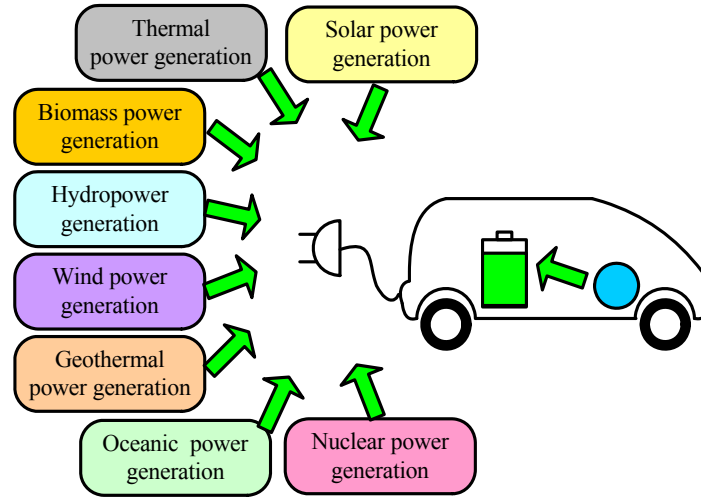 Thermal
power generation
Solar power
generation
Biomass power
generation
Hydropower
generation
Wind power
generation
Geothermal
power generation
Oceanic power
generation
Nuclear power
generation